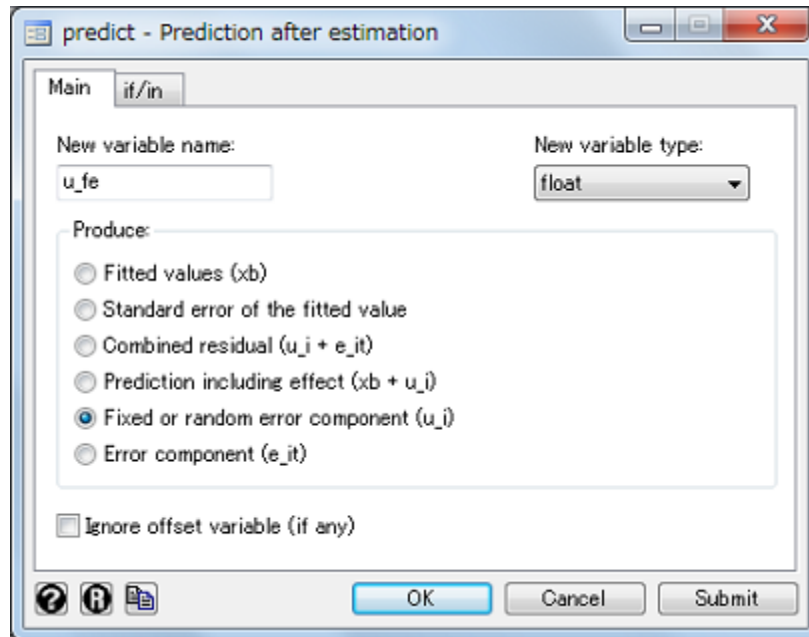 predict - Prediction after estimation
Main
if/in
New variable name:
New variable type:
u_fe
float
Produce:
Fitted values (xb)
Standard error of the fitted value
Combined residual (u_i + e_it)
Prediction including effect (xb + u_i)
Fixed or random error component (u_i)
Error component (e_it)
Ignore offset variable (if any)
? R OK Cancel Submit